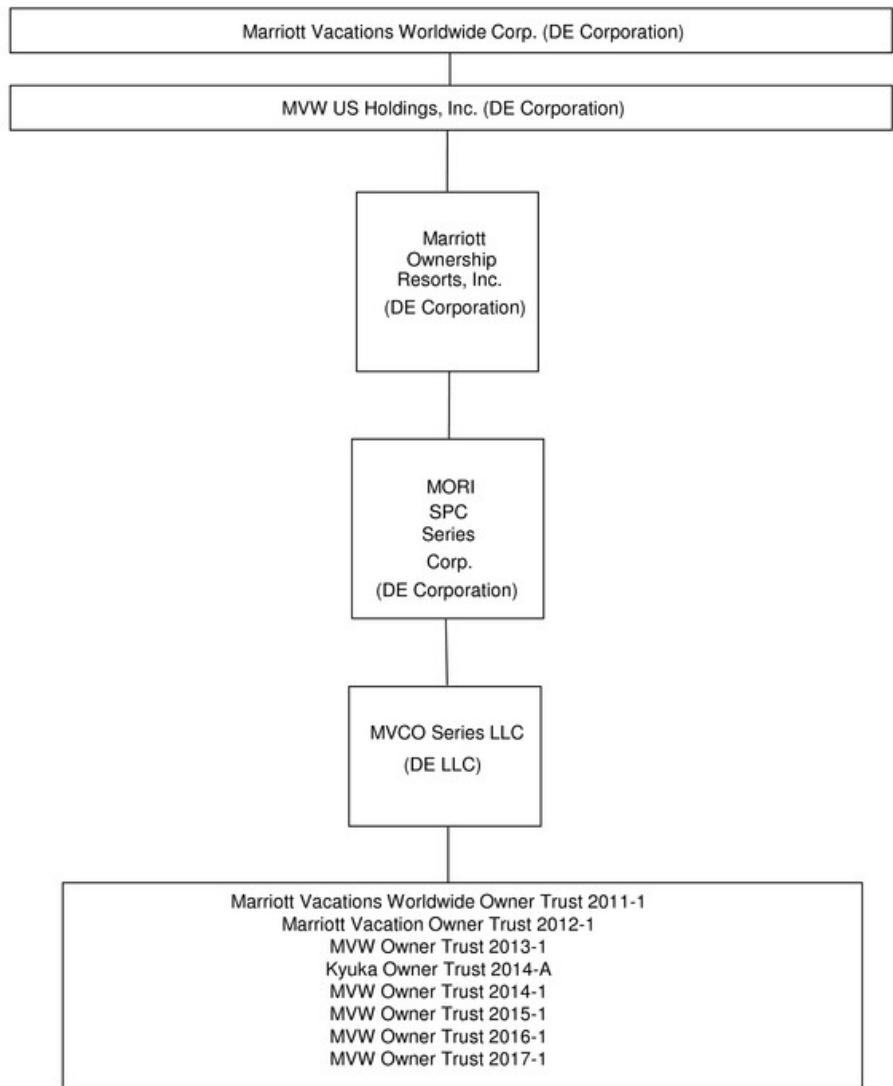 Marriott Vacations Worldwide Corp. (DE Corporation)
MVW US Holdings, Inc. (DE Corporation)
Marriott
Ownership
Resorts, Inc.
(DE Corporation)
MORI
SPC
Series
Corp.
(DE Corporation)
MVCO Series LLC
(DE LLC)
Marriott Vacations Worldwide Owner Trust 2011-1
Marriott Vacation Owner Trust 2012-1
MVW Owner Trust 2013-1
Kyuka Owner Trust 2014-A
MVW Owner Trust 2014-1
MVW Owner Trust 2015-1
MVW Owner Trust 2016-1
MVW Owner Trust 2017-1